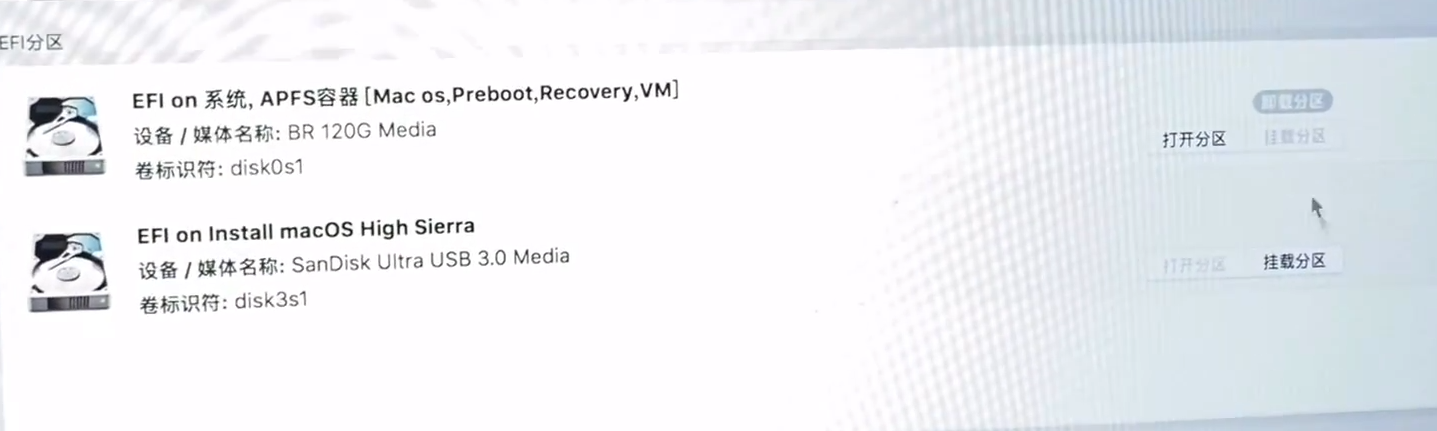 EFI分区
EFI on 系统, APFS容器 [Mac os,Preboot,Recovery,VM]
设备 / 媒体名称: BR 120G Media
卷标识符: disk0s1
卸载分区
打开分区 挂载分区
EFI on Install macOS High Sierra
设备 / 媒体名称: SanDisk Ultra USB 3.0 Media
卷标识符: disk3s1
打开分区 挂载分区